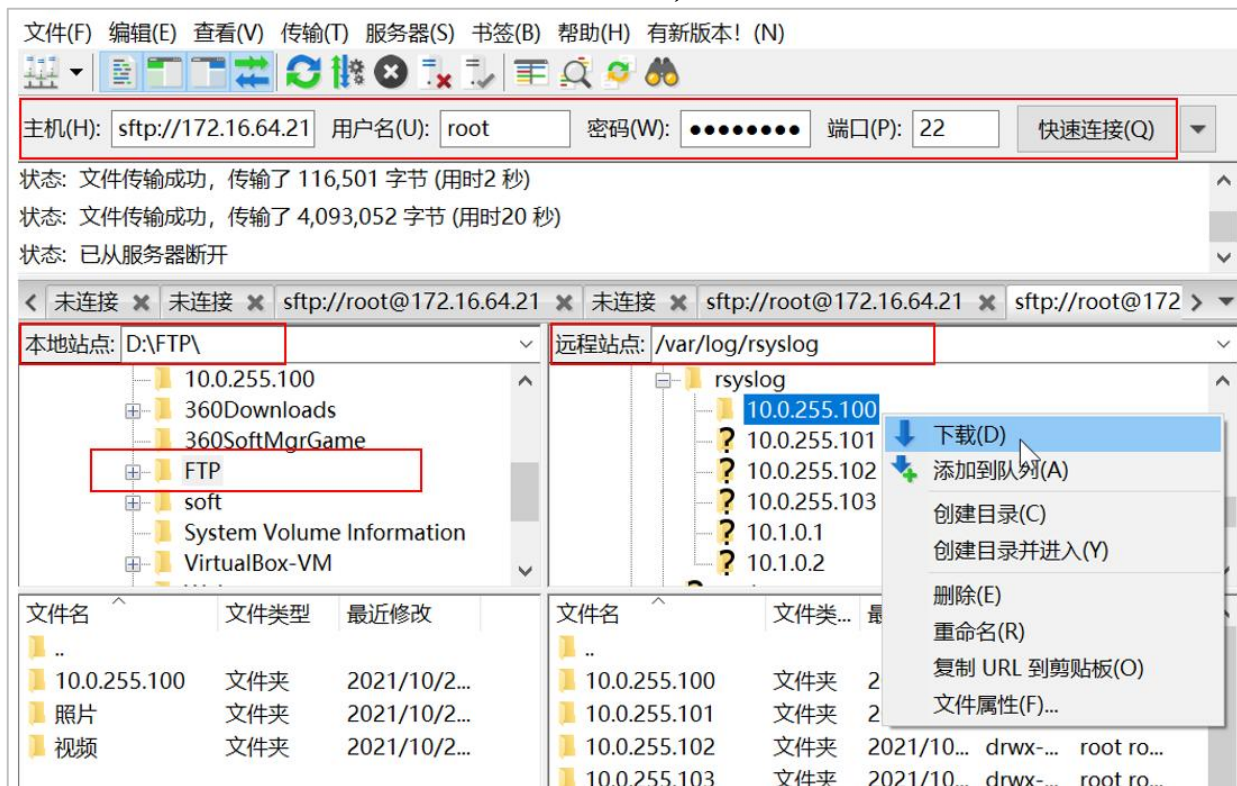 文件(F) 编辑(E) 查看(V) 传输(T) 服务器(S) 书签(B) 帮助(H) 有新版本! (N)
主机(H): sftp://172.16.64.21 用户名(U): root 密码(W): ●●●●●●●● 端口(P): 22 快速连接(Q)
状态: 文件传输成功, 传输了 116,501 字节 (用时2 秒)
状态: 文件传输成功, 传输了 4,093,052 字节 (用时20 秒)
状态: 已从服务器断开
未连接 未连接 sftp://root@172.16.64.21 未连接 sftp://root@172.16.64.21 sftp://root@172
本地站点: D:\FTP\
10.0.255.100
360Downloads
360SoftMgrGame
FTP
soft
System Volume Information
VirtualBox-VM
远程站点: /var/log/rsyslog
rsyslog
10.0.255.100
10.0.255.101
10.0.255.102
10.0.255.103
10.1.0.1
10.1.0.2
下载(D)
添加到队列(A)
创建目录(C)
创建目录并进入(Y)
删除(E)
重命名(R)
复制 URL 到剪贴板(O)
文件属性(F)...
文件名 文件类型 最近修改
..
10.0.255.100 文件夹 2021/10/2...
照片 文件夹 2021/10/2...
视频 文件夹 2021/10/2...
文件名 文件类... 最
..
10.0.255.100 文件夹 2
10.0.255.101 文件夹 2
10.0.255.102 文件夹 2021/10... drwx-... root ro...
10.0.255.103 文件夹 2021/10... drwx-... root ro...